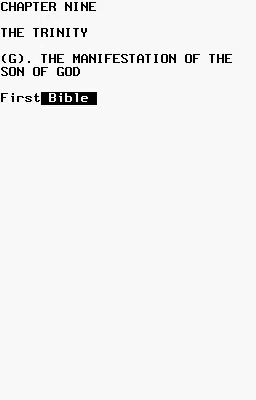 CHAPTER NINE
THE TRINITY
(G). THE MANIFESTATION OF THE
SON OF GOD
First Bible